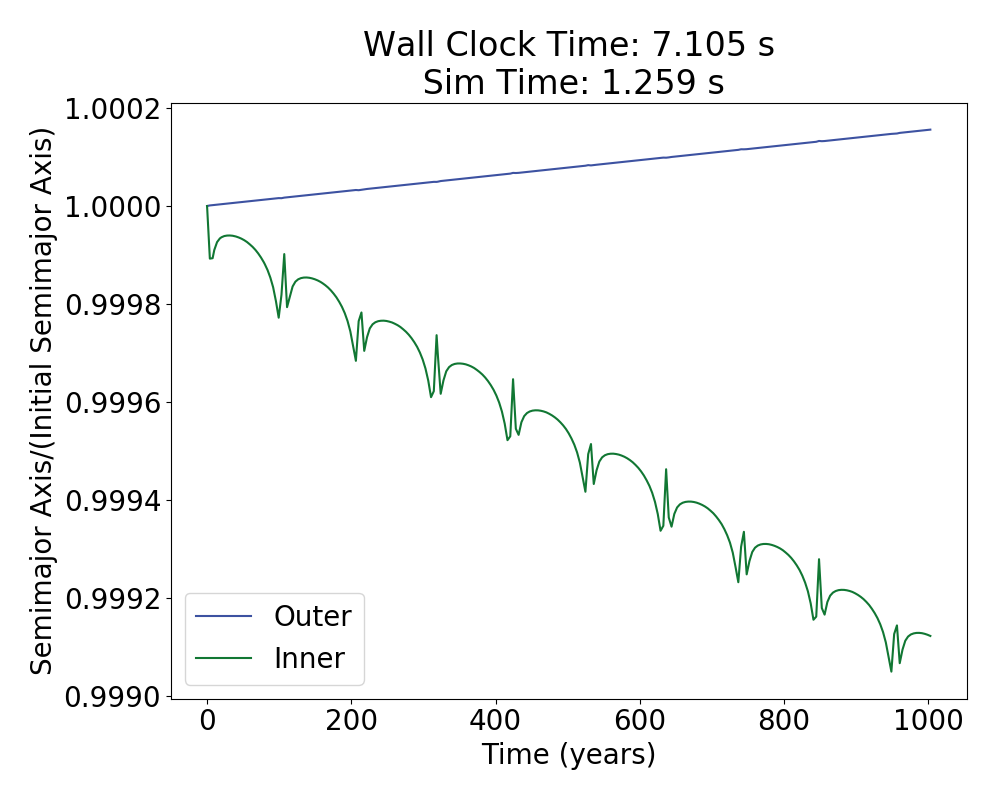 Wall Clock Time: 7.105 s
Sim Time: 1.259 s
Semimajor Axis/(Initial Semimajor Axis)
1.0002
1.0000
0.9998
0.9996
0.9994
0.9992
0.9990
Outer
Inner
0 200 400 600 800 1000
Time (years)